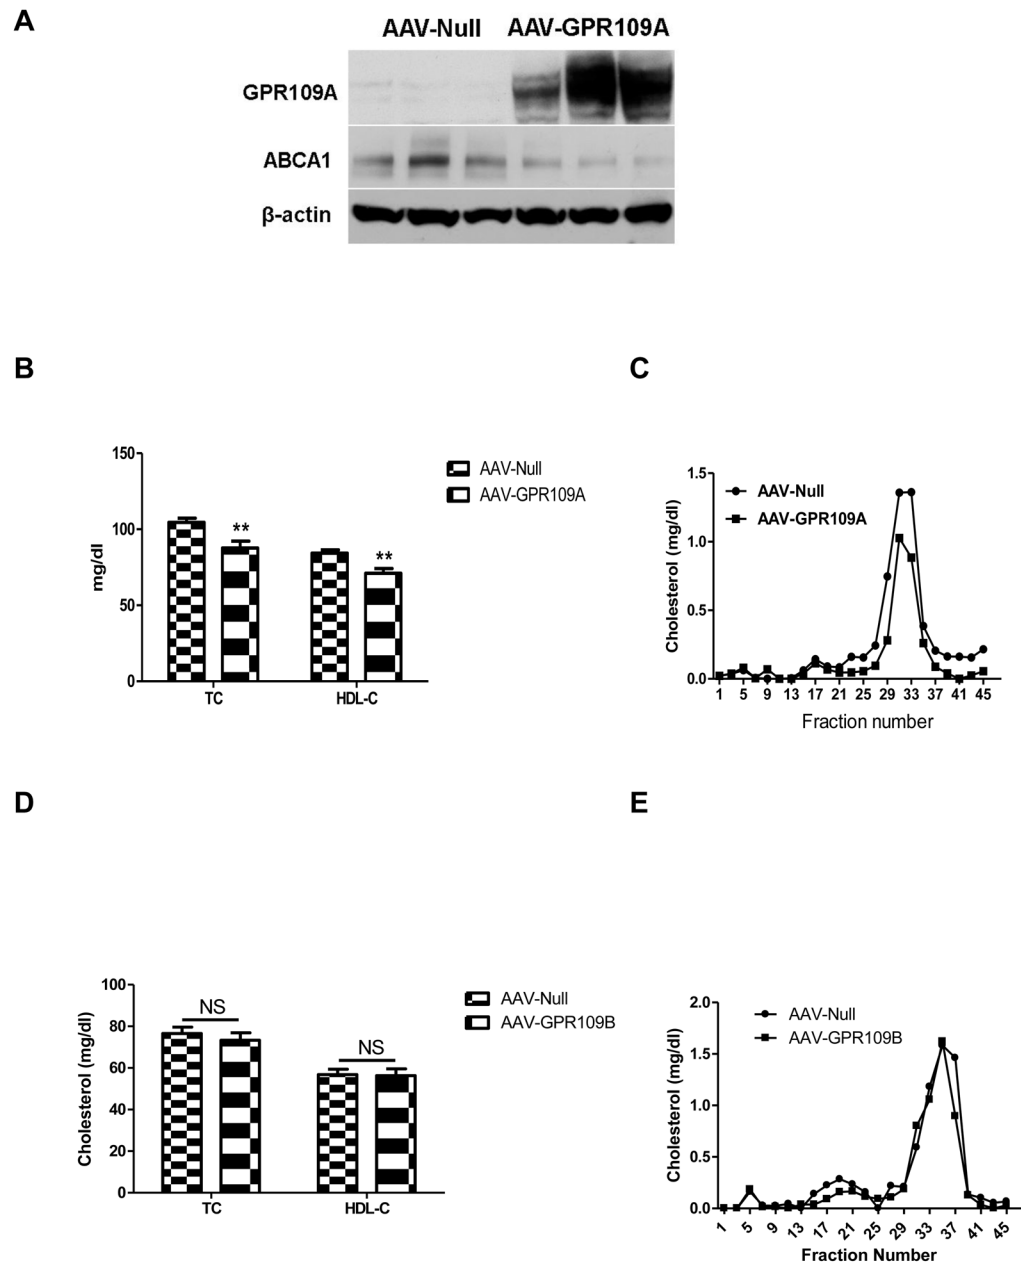 A
AAV-Null AAV-GPR109A
GPR109A
ABCA1
β-actin
B
150
100
50
0
mg/dl
** **
TC HDL-C
AAV-Null
AAV-GPR109A
C
1.5
1.0
0.5
0.0
Cholesterol (mg/dl)
AAV-Null
AAV-GPR109A
1 5 9 13 17 21 25 29 33 37 41 45
Fraction number
D
100
80
60
40
20
0
Cholesterol (mg/dl)
NS NS
TC HDL-C
AAV-Null
AAV-GPR109B
E
2.0
1.5
1.0
0.5
0.0
Cholesterol (mg/dl)
AAV-Null
AAV-GPR109B
1 5 9 13 17 21 25 29 33 37 41 45
Fraction Number